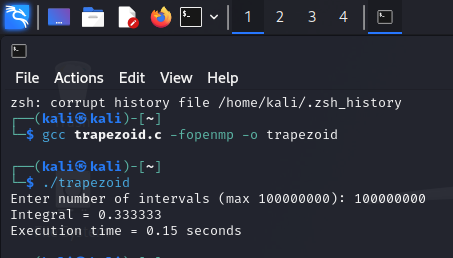 1 2 3 4
File Actions Edit View Help
zsh: corrupt history file /home/kali/.zsh_history
┌──(kali㉿kali)-[~]
└─$ gcc trapezoid.c -fopenmp -o trapezoid
┌──(kali㉿kali)-[~]
└─$ ./trapezoid
Enter number of intervals (max 100000000): 100000000
Integral = 0.333333
Execution time = 0.15 seconds